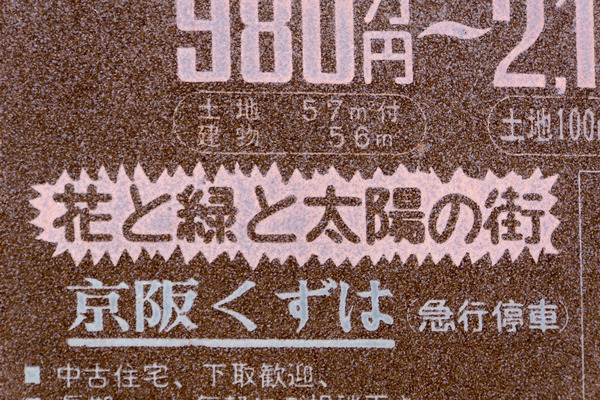 980万円〜2,1
土地 57㎡付
建物 56㎡
土地100
花と緑と太陽の街
京阪くずは(急行停車)
■中古住宅、下取歓迎、